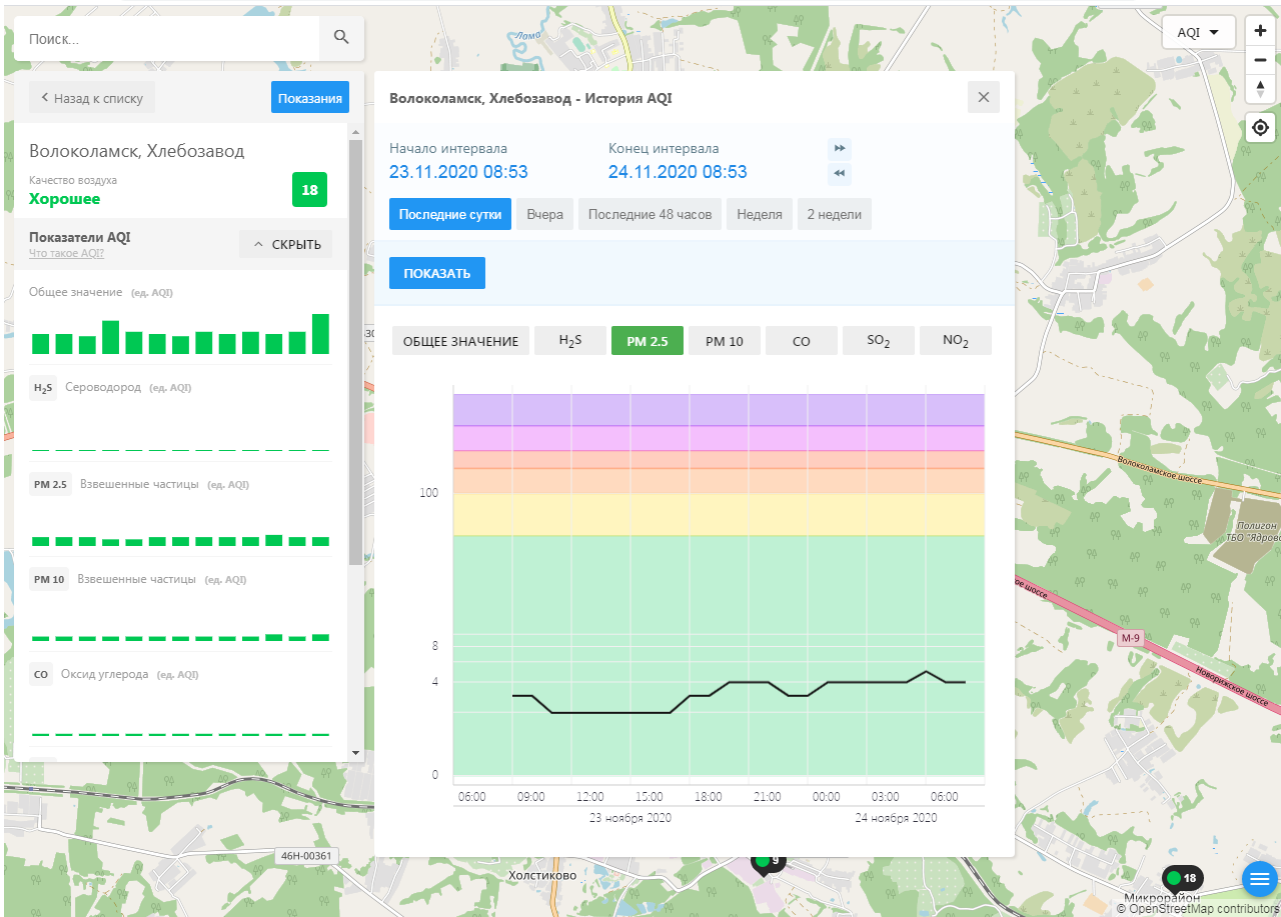 Поиск...
AQI
Ломо
Назад к списку
Показания
Волоколамск, Хлебозавод
Качество воздуха
Хорошее
18
Показатели AQI
Что такое AQI?
СКРЫТЬ
Общее значение (ед. AQI)
H₂S Сероводород (ед. AQI)
PM 2.5 Взвешенные частицы (ед. AQI)
PM 10 Взвешенные частицы (ед. AQI)
CO Оксид углерода (ед. AQI)
Волоколамск, Хлебозавод - История AQI
Начало интервала
23.11.2020 08:53
Конец интервала
24.11.2020 08:53
Последние сутки Вчера Последние 48 часов Неделя 2 недели
ПОКАЗАТЬ
ОБЩЕЕ ЗНАЧЕНИЕ H₂S PM 2.5 PM 10 CO SO₂ NO₂
100
8
4
0
06:00 09:00 12:00 15:00 18:00 21:00 00:00 03:00 06:00
23 ноября 2020 24 ноября 2020
Волоколамское шоссе
Полигон
ТБО "Ядрово
ое шоссе
М-9
Новорижское шоссе
46Н-00361
Холстиково
9
18
Микрорайон
© OpenStreetMap contributors